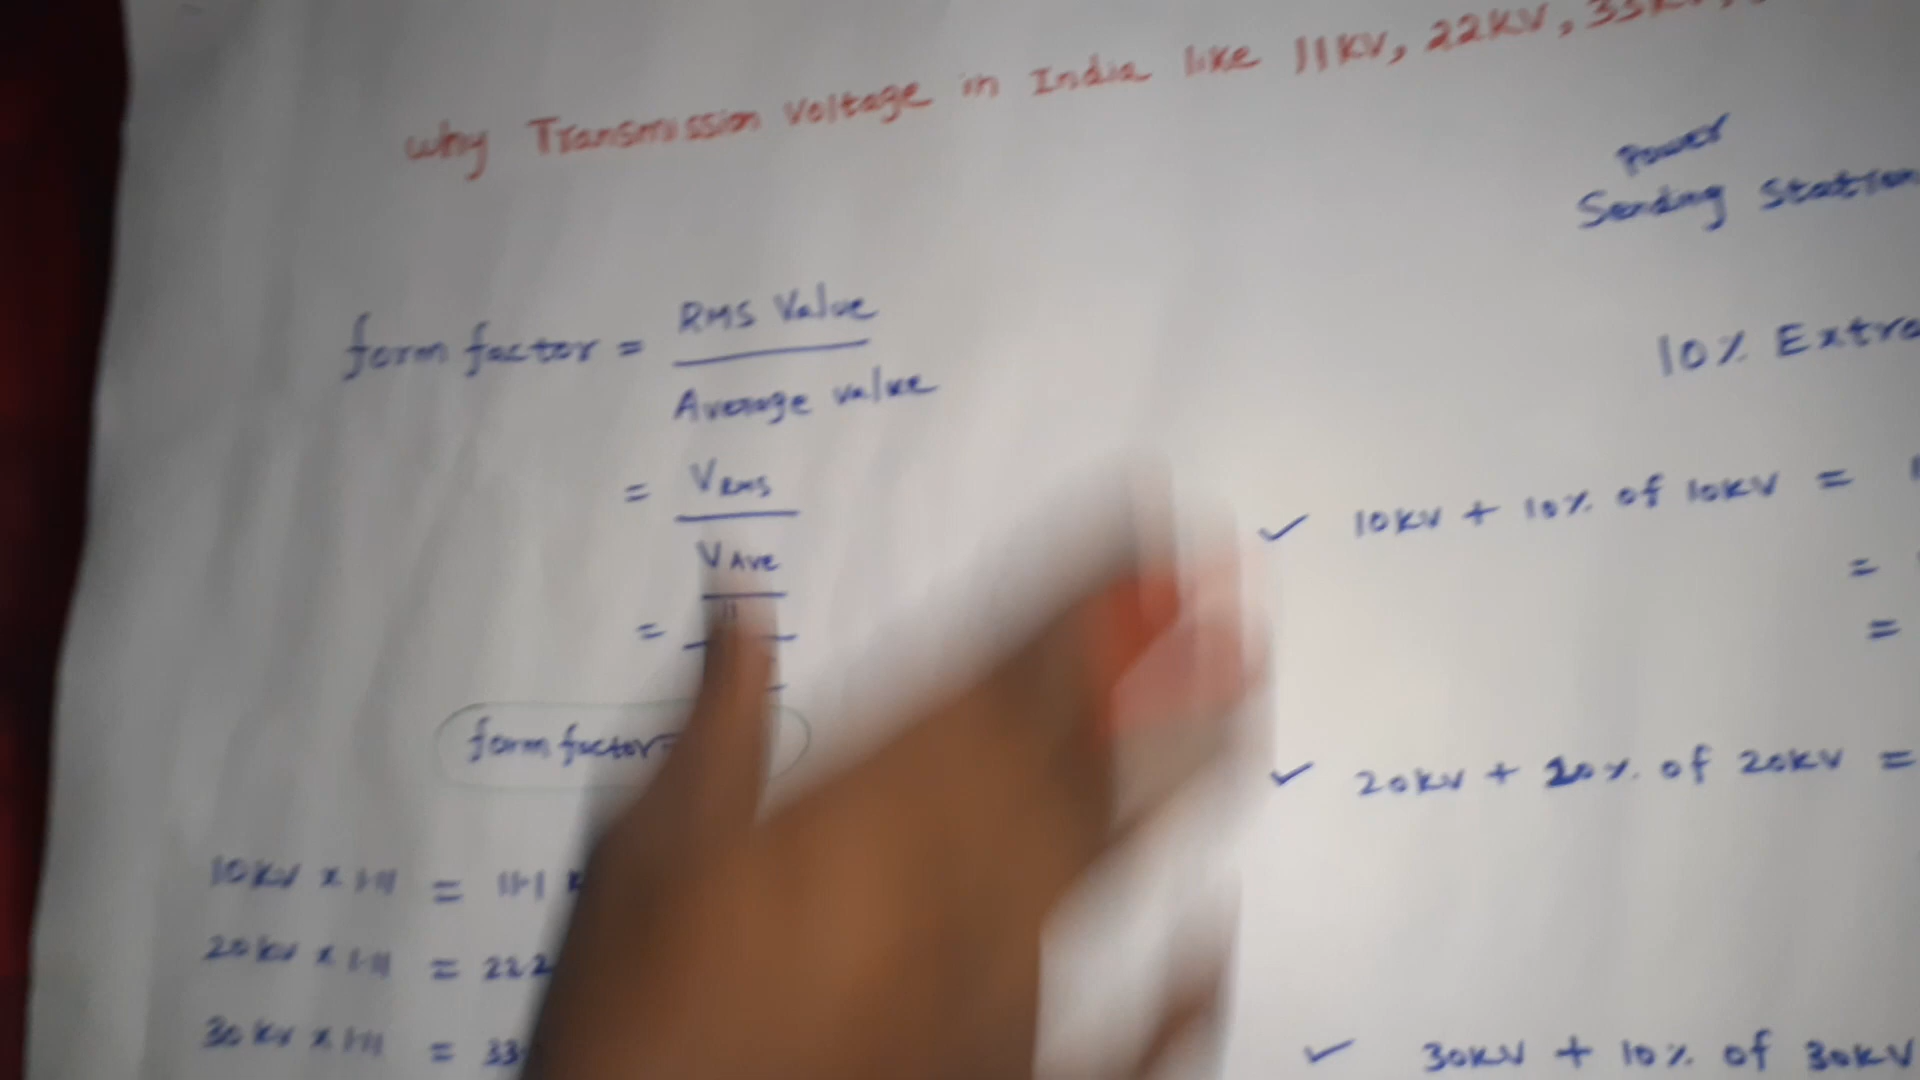 why Transmission Voltage in India like 11KV, 22KV, 33KV,
form factor = RMS Value
Average value
= VRMS
VAve
=
form factor=
10KV x 1.11 = 11.1
20KV x 1.11 = 22.2
30KV x 1.11 = 33
Power
Sending Station
10% Extra
✓ 10KV + 10% of 10KV =
=
=
✓ 20KV + 10% of 20KV =
✓ 30KV + 10% of 30KV